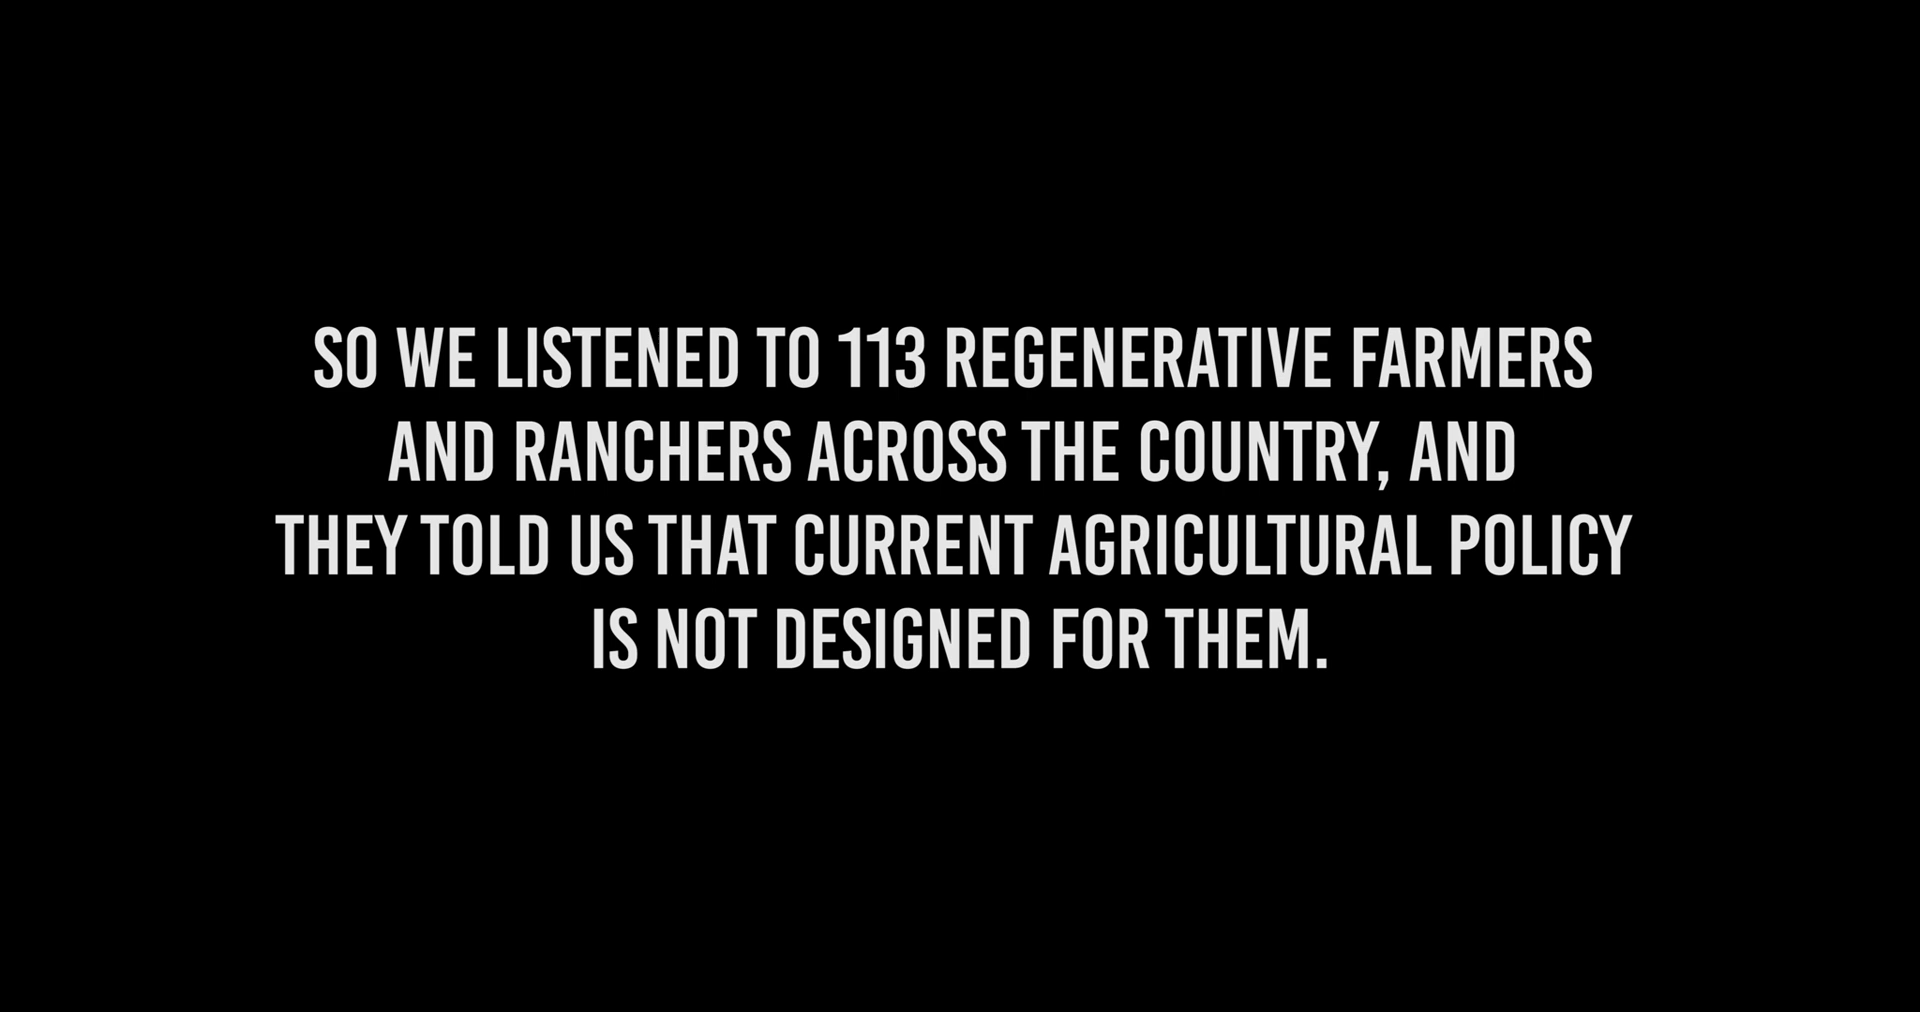 SO WE LISTENED TO 113 REGENERATIVE FARMERS
AND RANCHERS ACROSS THE COUNTRY, AND
THEY TOLD US THAT CURRENT AGRICULTURAL POLICY
IS NOT DESIGNED FOR THEM.